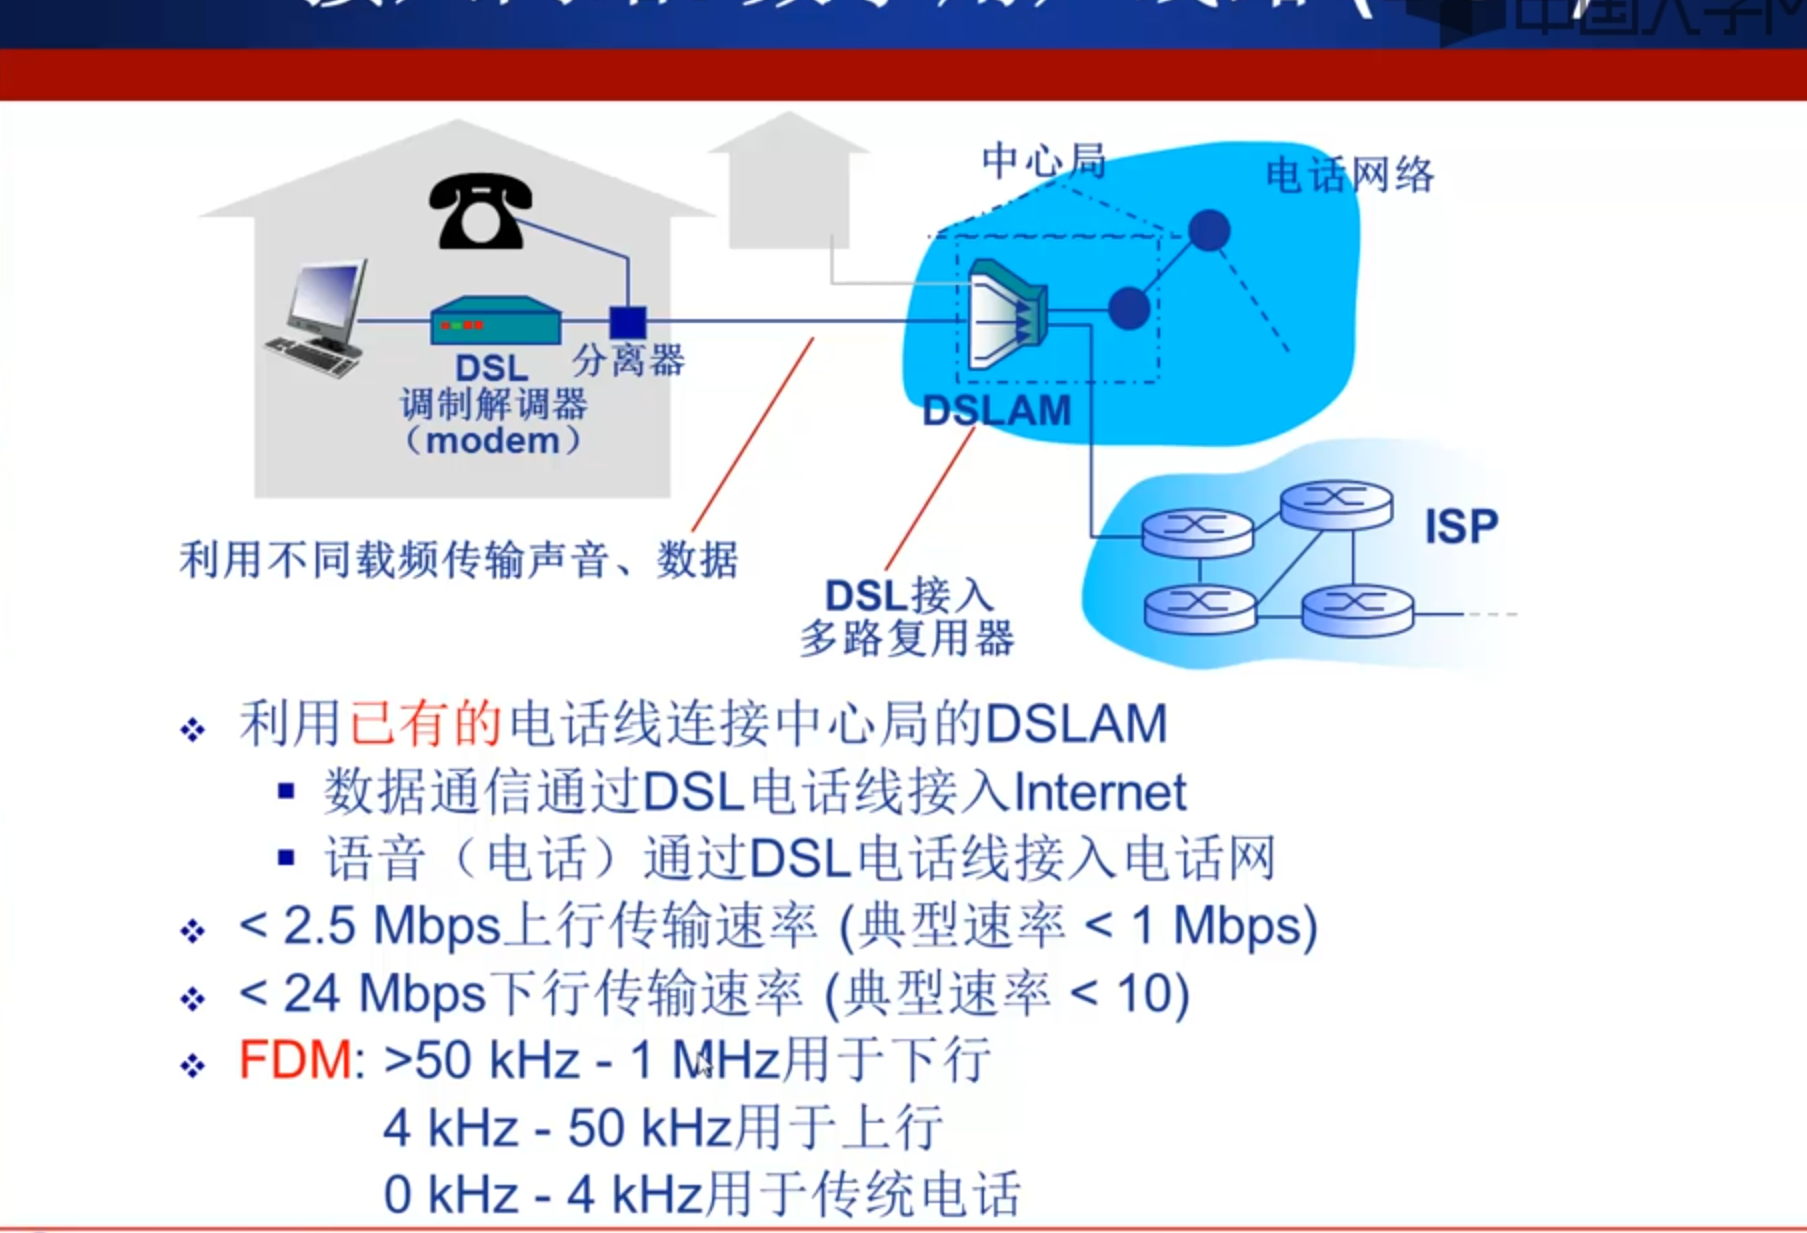 中心局
电话网络
DSL
调制解调器
（modem）
分离器
DSLAM
ISP
利用不同载频传输声音、数据
DSL接入
多路复用器
利用已有的电话线连接中心局的DSLAM
数据通信通过DSL电话线接入Internet
语音（电话）通过DSL电话线接入电话网
< 2.5 Mbps上行传输速率 (典型速率 < 1 Mbps)
< 24 Mbps下行传输速率 (典型速率 < 10)
FDM: >50 kHz - 1 MHz用于下行
4 kHz - 50 kHz用于上行
0 kHz - 4 kHz用于传统电话